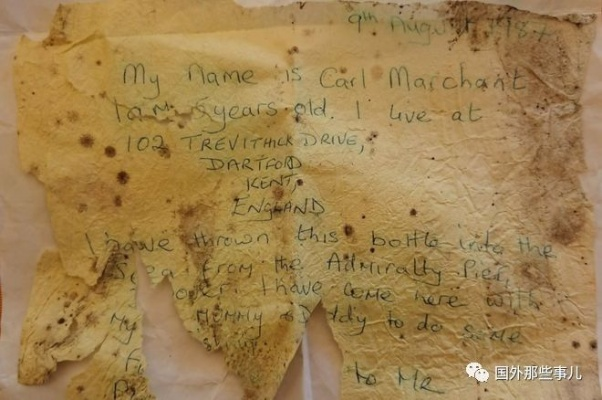 9th August
My Name is Carl Marchant
I am 5 years old. I live at
102 TREVITHICK DRIVE,
DARTFORD
KENT,
ENGLAND
I have thrown this bottle into the
Sea from the Admiralty Pier,
I have come here with
My Mummy & Daddy to do some
to Me
国外那些事儿